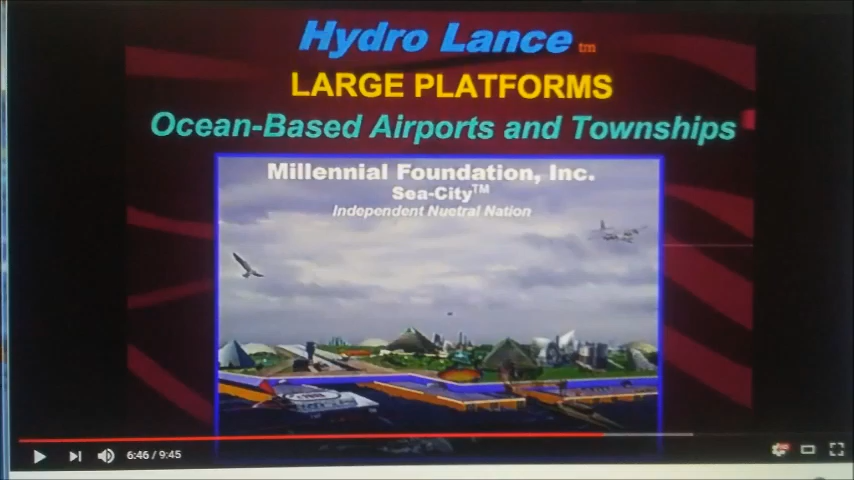 Hydro Lance tm
LARGE PLATFORMS
Ocean-Based Airports and Townships
Millennial Foundation, Inc.
Sea-City™
Independent Nuetral Nation
6:46 / 9:45